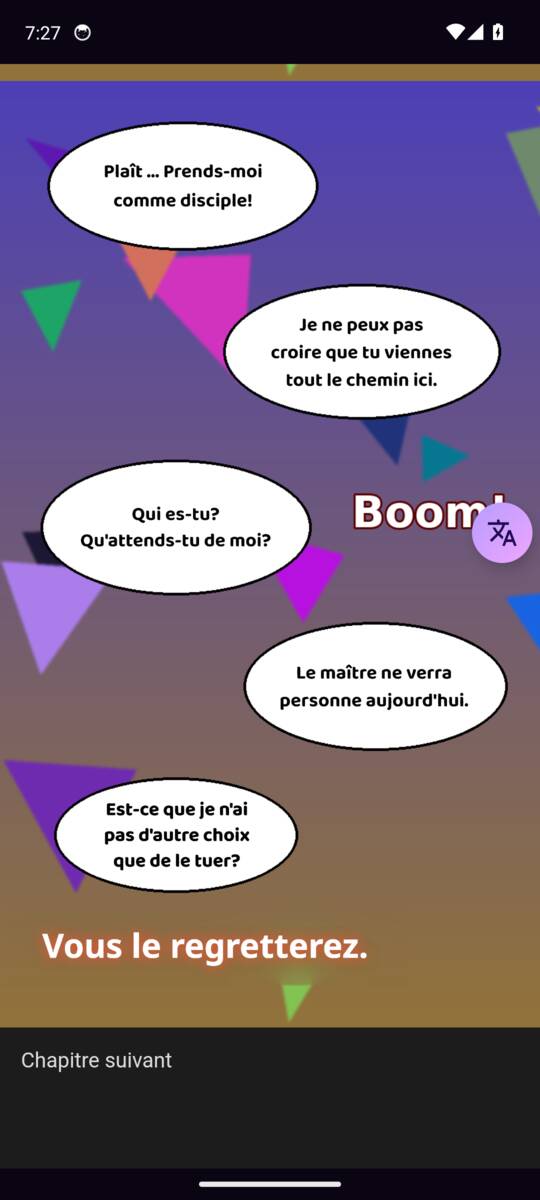 7:27
Plaît ... Prends-moi
comme disciple!
Je ne peux pas
croire que tu viennes
tout le chemin ici.
Boom!
Qui es-tu?
Qu'attends-tu de moi?
Le maître ne verra
personne aujourd'hui.
Est-ce que je n'ai
pas d'autre choix
que de le tuer?
Vous le regretterez.
Chapitre suivant